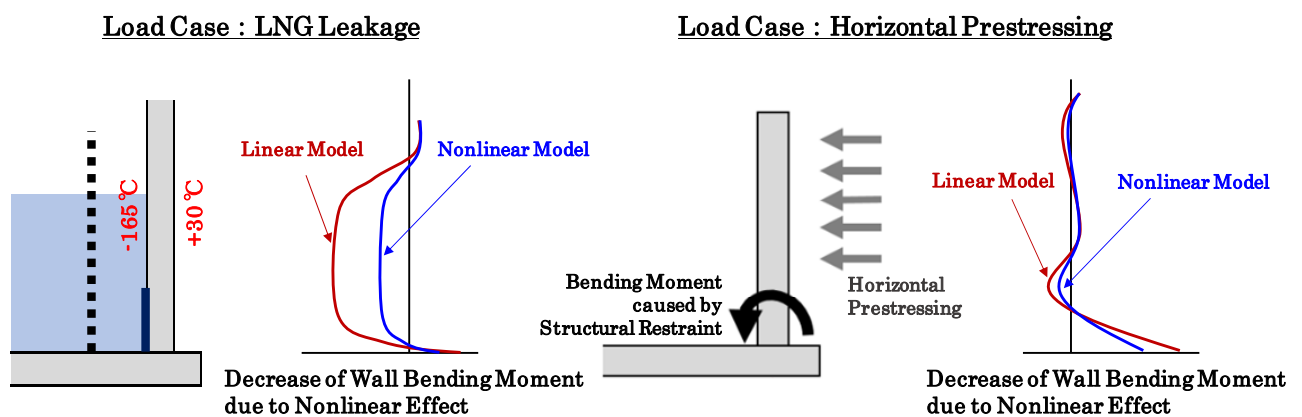 Load Case : LNG Leakage
-165℃
+30℃
Linear Model
Nonlinear Model
Decrease of Wall Bending Moment
due to Nonlinear Effect
Load Case : Horizontal Prestressing
Bending Moment
caused by
Structural Restraint
Horizontal
Prestressing
Linear Model
Nonlinear Model
Decrease of Wall Bending Moment
due to Nonlinear Effect